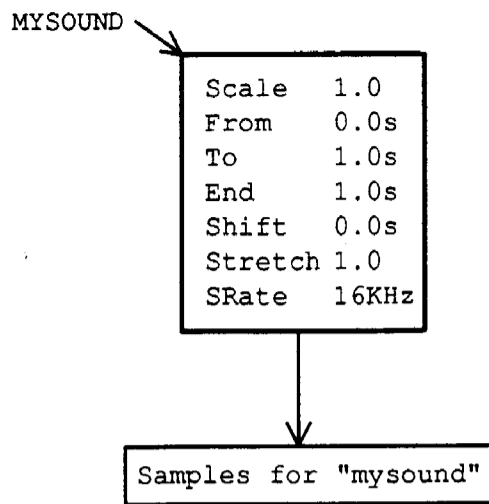 MYSOUND
Scale 1.0
From 0.0s
To 1.0s
End 1.0s
Shift 0.0s
Stretch 1.0
SRate 16KHz
Samples for "mysound"